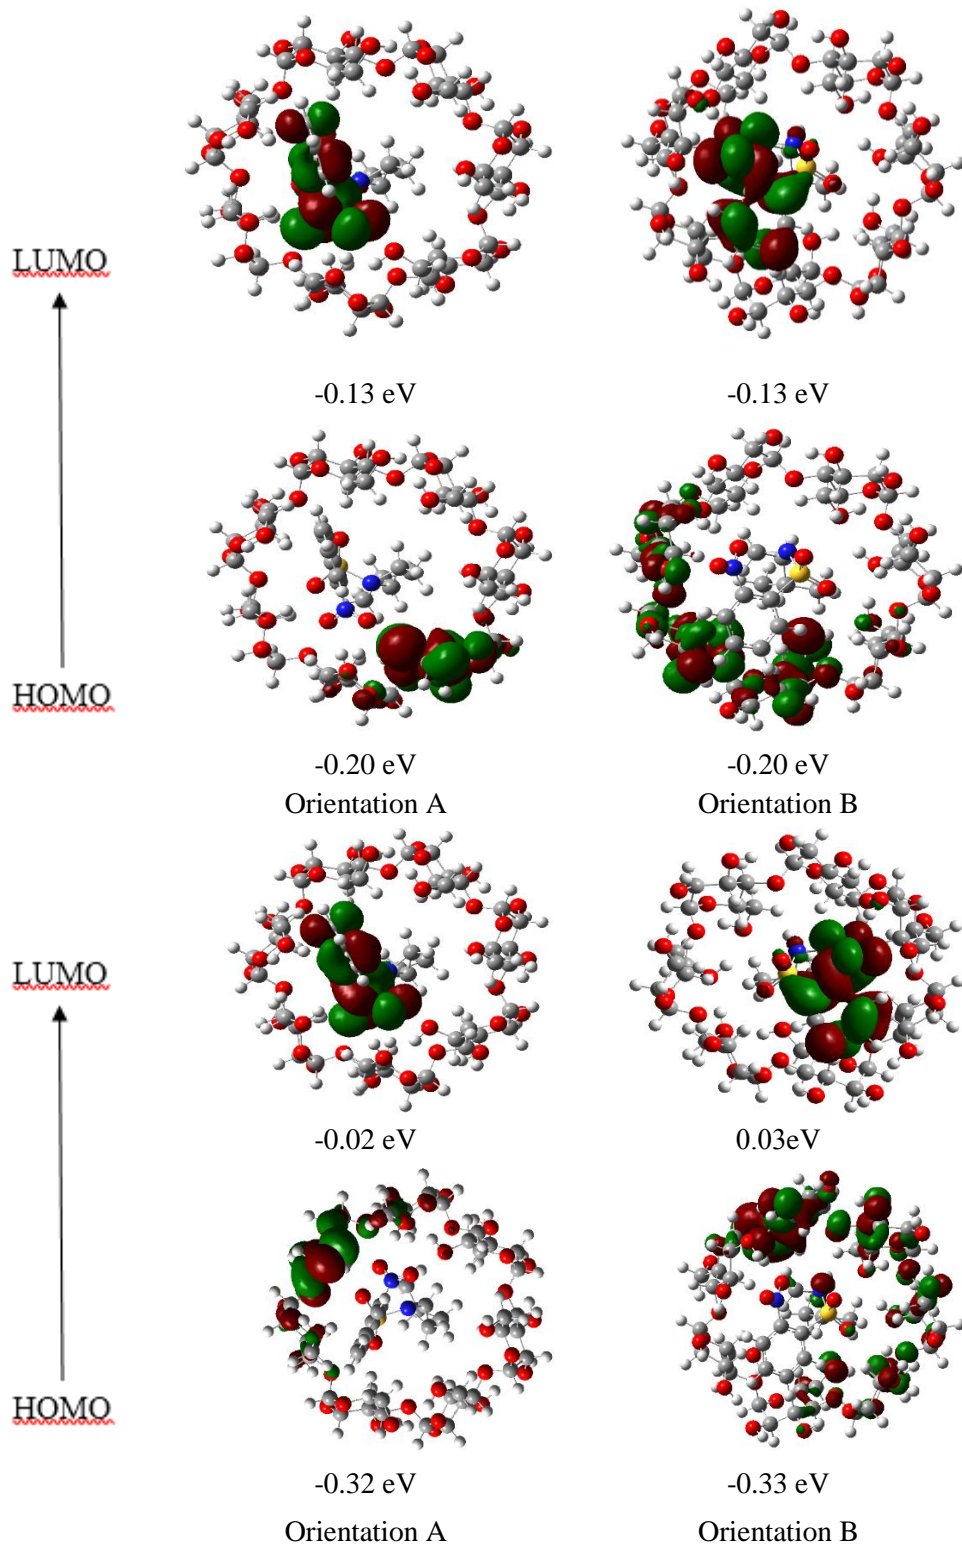 LUMO
-0.13 eV -0.13 eV
HOMO
-0.20 eV -0.20 eV
Orientation A Orientation B
LUMO
-0.02 eV 0.03eV
HOMO
-0.32 eV -0.33 eV
Orientation A Orientation B